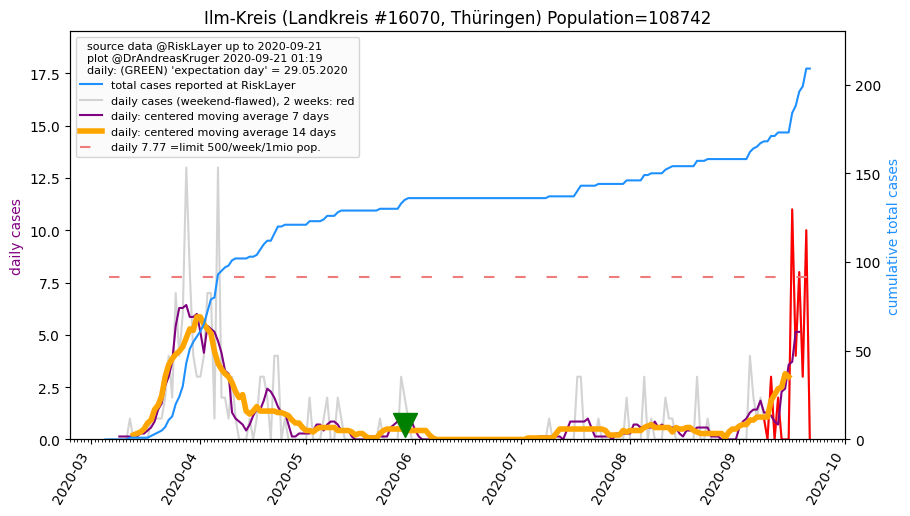 Ilm-Kreis (Landkreis #16070, Thüringen) Population=108742
source data @RiskLayer up to 2020-09-21
plot @DrAndreasKruger 2020-09-21 01:19
daily: (GREEN) 'expectation day' = 29.05.2020
total cases reported at RiskLayer
daily cases (weekend-flawed), 2 weeks: red
daily: centered moving average 7 days
daily: centered moving average 14 days
daily 7.77 =limit 500/week/1mio pop.
daily cases
17.5
15.0
12.5
10.0
7.5
5.0
2.5
0.0
cumulative total cases
200
150
100
50
0
2020-03
2020-04
2020-05
2020-06
2020-07
2020-08
2020-09
2020-10